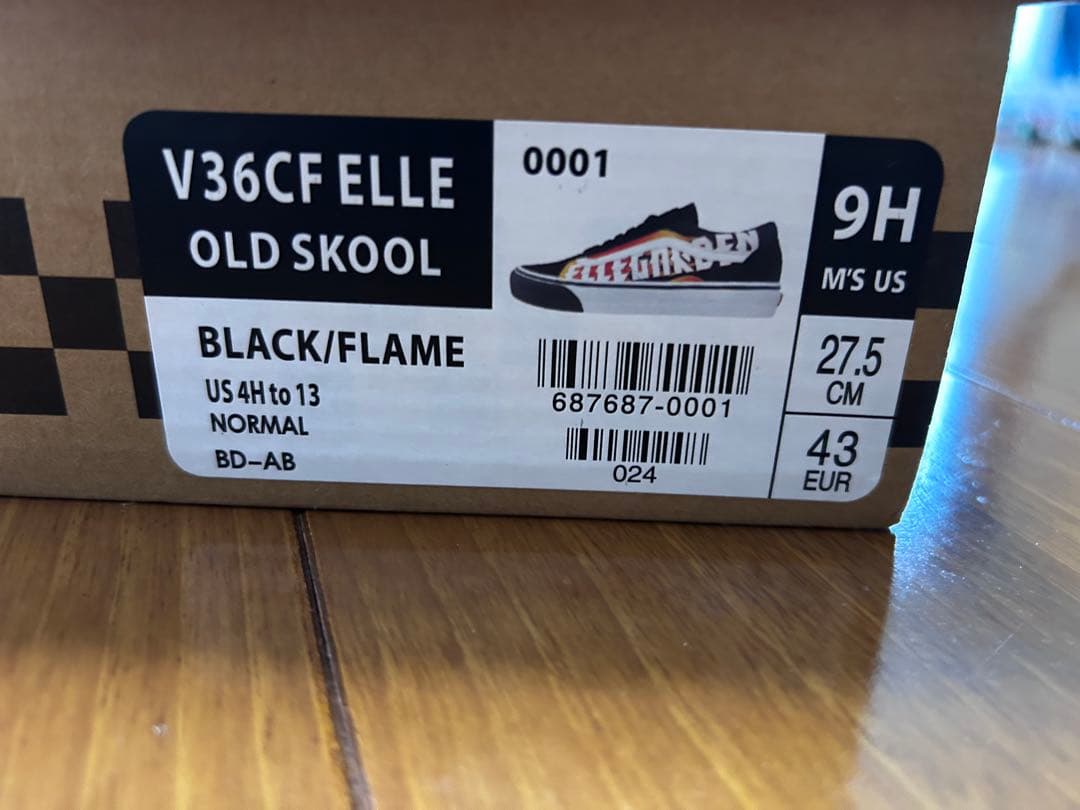 V36CF ELLE
OLD SKOOL
BLACK/FLAME
US 4H to 13
NORMAL
BD-AB
0001
ELLEGARDEN
687687-0001
024
9H
M'S US
27.5
CM
43
EUR